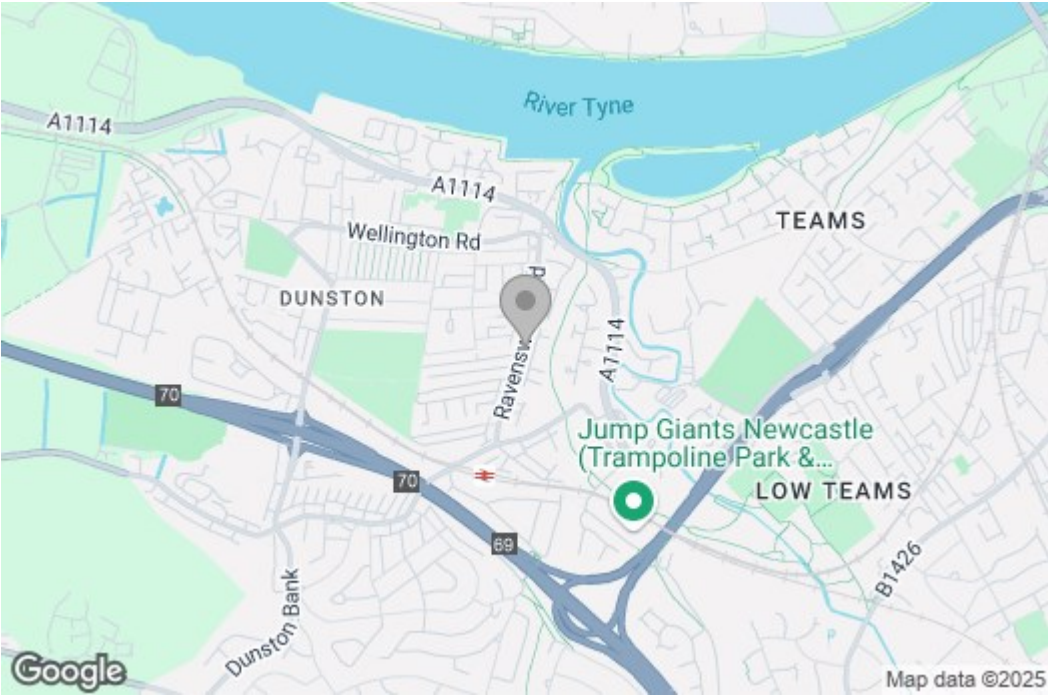 River Tyne
A1114
A1114
TEAMS
Wellington Rd
DUNSTON
A1114
Ravensw
70
Jump Giants Newcastle
(Trampoline Park &...
70
LOW TEAMS
69
B1426
Dunston Bank
P
Google
Map data ©2025